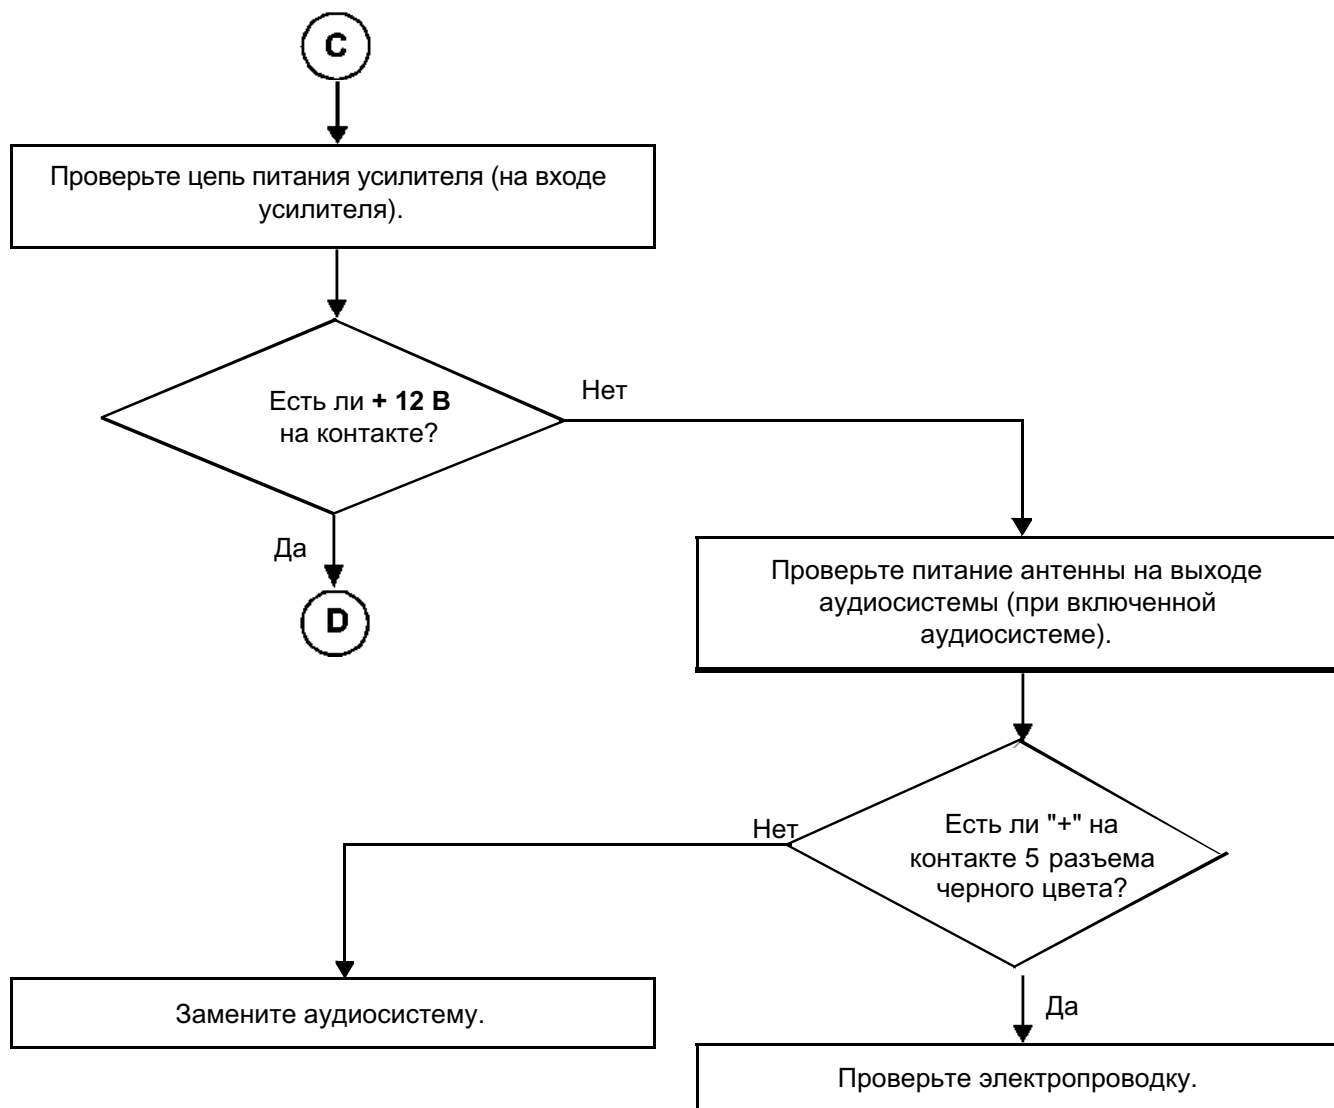 C
Проверьте цепь питания усилителя (на входе
усилителя).
Есть ли + 12 В
на контакте?
Нет
Да
D
Проверьте питание антенны на выходе
аудиосистемы (при включенной
аудиосистеме).
Есть ли "+" на
контакте 5 разъема
черного цвета?
Нет
Замените аудиосистему.
Да
Проверьте электропроводку.